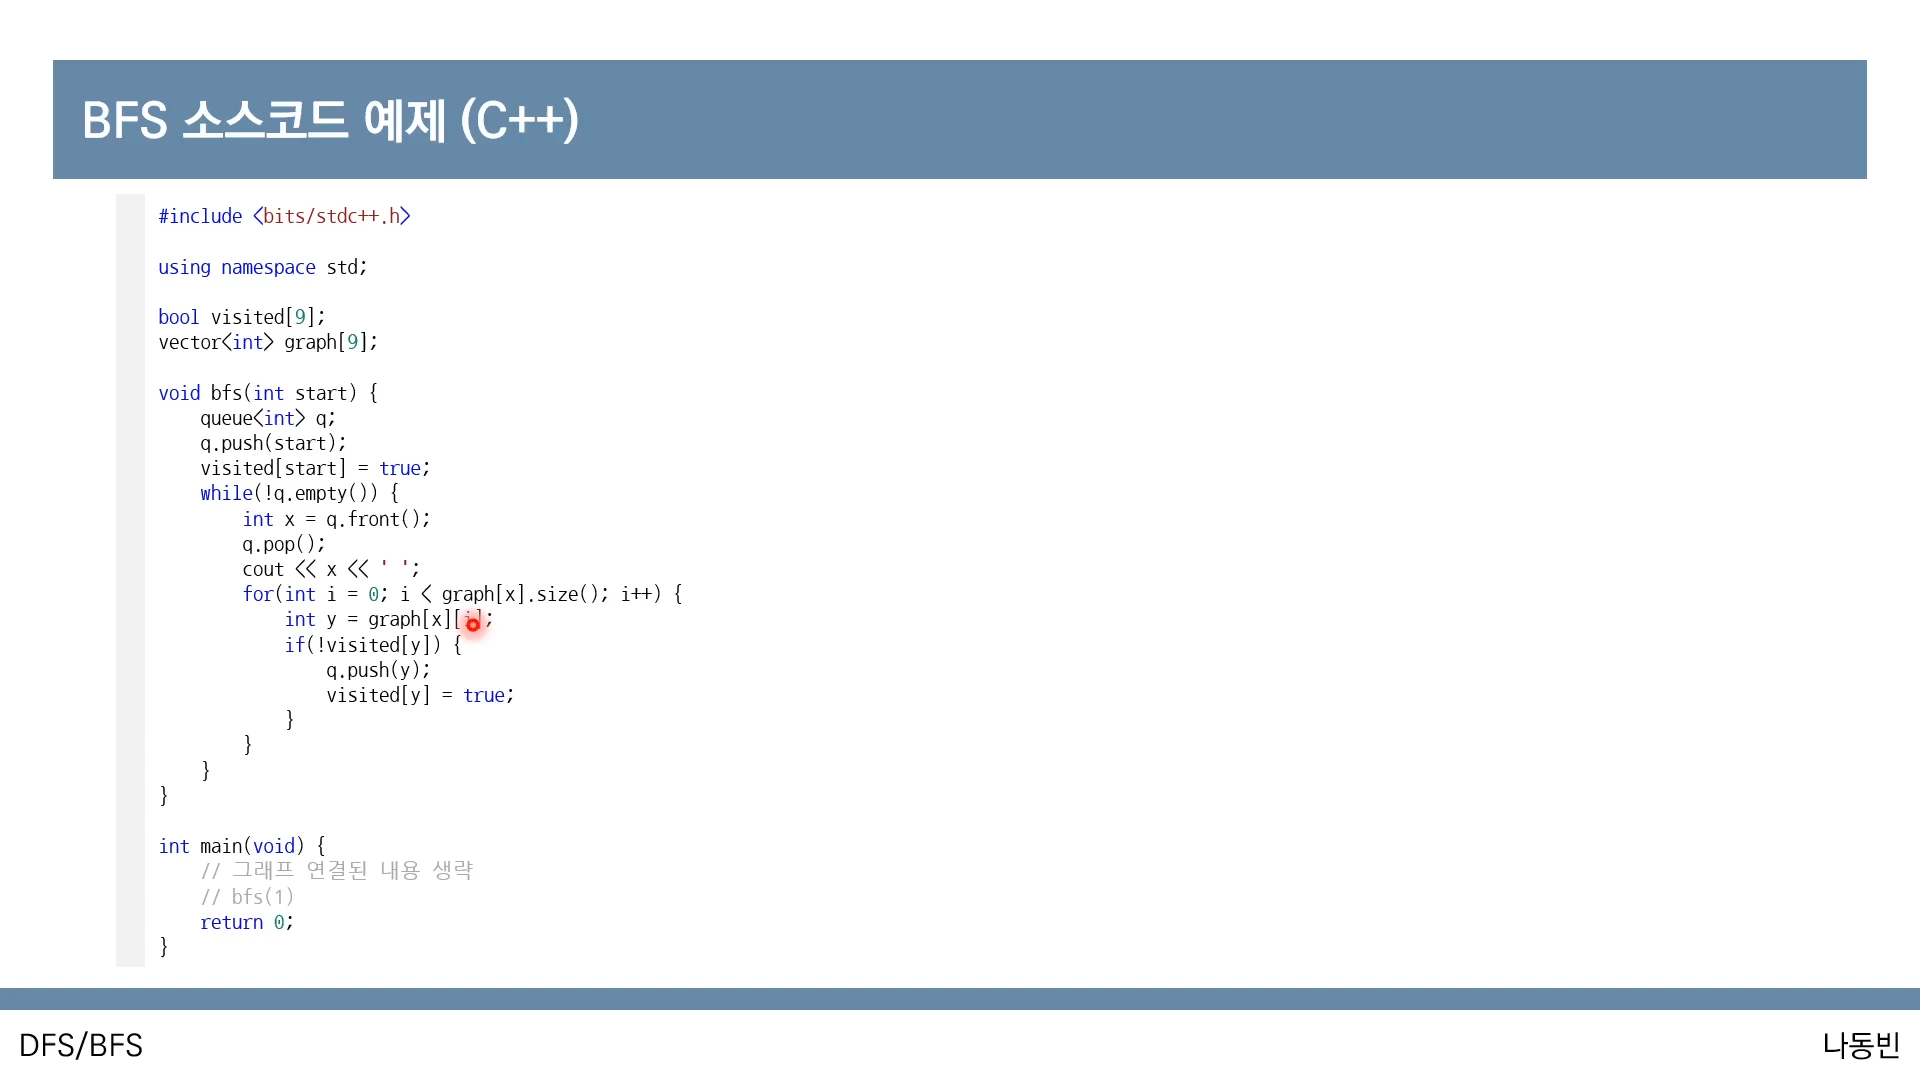 BFS 소스코드 예제 (C++)
#include <bits/stdc++.h>
using namespace std;
bool visited[9];
vector<int> graph[9];
void bfs(int start) {
    queue<int> q;
    q.push(start);
    visited[start] = true;
    while(!q.empty()) {
        int x = q.front();
        q.pop();
        cout << x << ' ';
        for(int i = 0; i < graph[x].size(); i++) {
            int y = graph[x][i];
            if(!visited[y]) {
                q.push(y);
                visited[y] = true;
            }
        }
    }
}
int main(void) {
    // 그래프 연결된 내용 생략
    // bfs(1)
    return 0;
}
DFS/BFS
나동빈